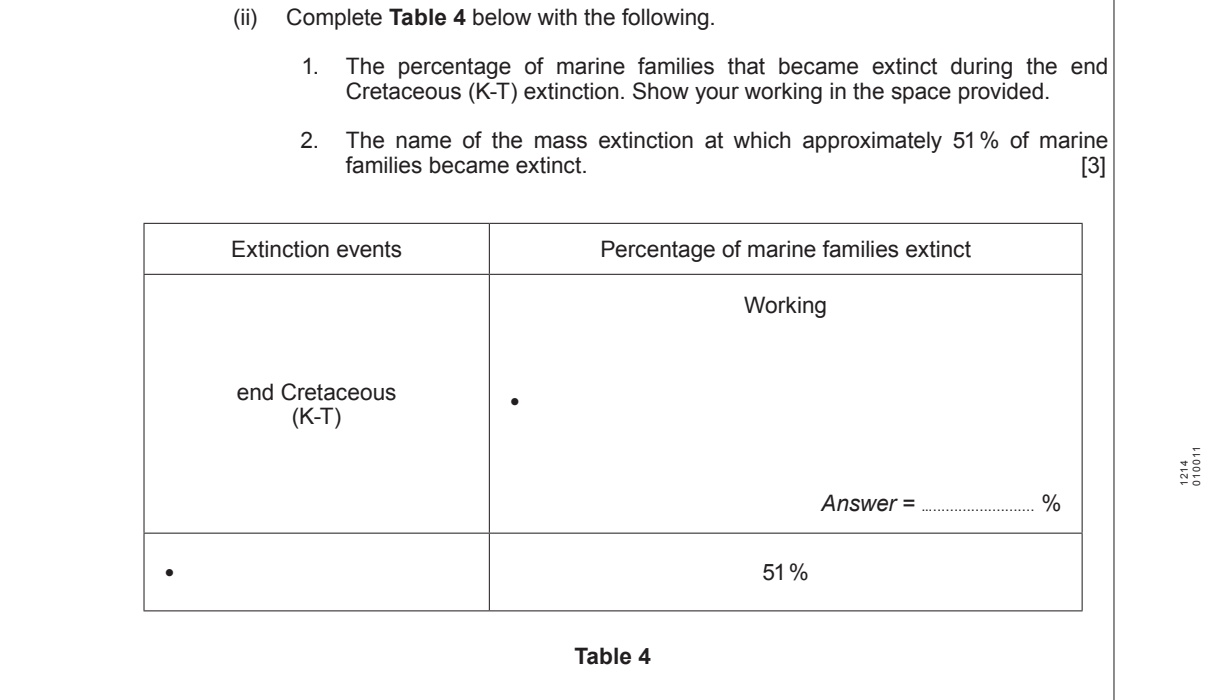 (ii) Complete Table 4 below with the following.
1. The percentage of marine families that became extinct during the end
Cretaceous (K-T) extinction. Show your working in the space provided.
2. The name of the mass extinction at which approximately 51 % of marine
families became extinct. [3]
Extinction events
Percentage of marine families extinct
end Cretaceous
(K-T)
Working
•
Answer = ........................ %
•
51 %
Table 4
1214
010011